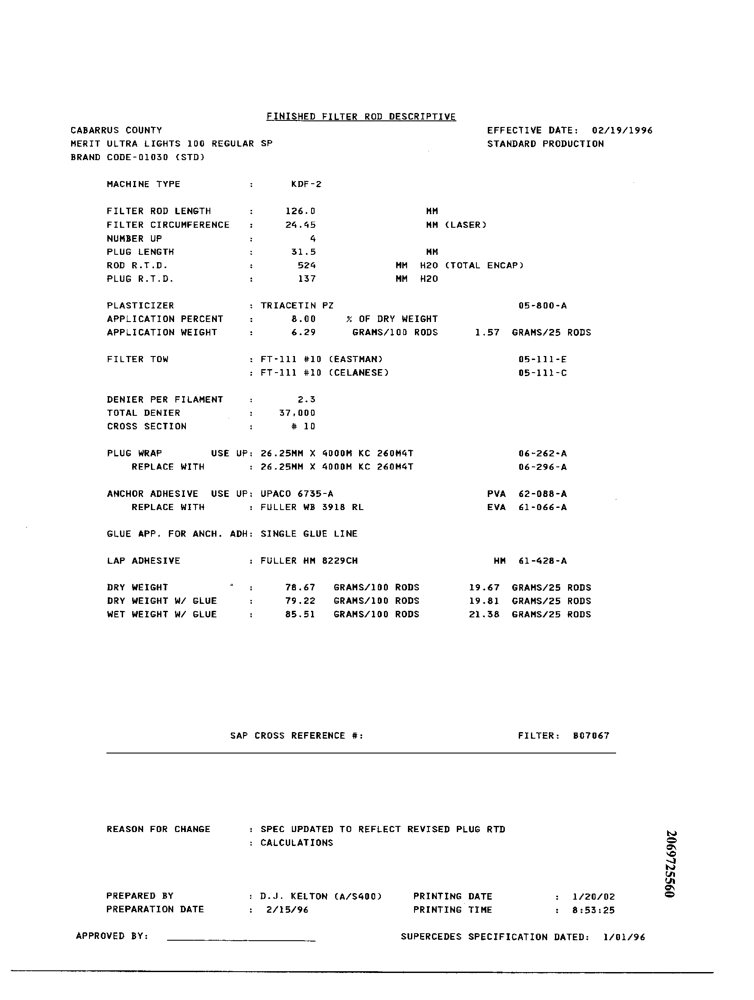 FINISHED FILTER ROD DESCRIPTIVE
CABARRUS COUNTY EFFECTIVE DATE: 02/19/1996
MERIT ULTRA LIGHTS 100 REGULAR SP STANDARD PRODUCTION
BRAND CODE-01030 (STD)
MACHINE TYPE : KDF-2
FILTER ROD LENGTH : 126.0 MM
FILTER CIRCUMFERENCE : 24.45 MM (LASER)
NUMBER UP : 4
PLUG LENGTH : 31.5 MM
ROD R.T.D. : 524 MM H2O (TOTAL ENCAP)
PLUG R.T.D. : 137 MM H2O
PLASTICIZER : TRIACETIN PZ 05-800-A
APPLICATION PERCENT : 8.00 % OF DRY WEIGHT
APPLICATION WEIGHT : 6.29 GRAMS/100 RODS 1.57 GRAMS/25 RODS
FILTER TOW : FT-111 #10 (EASTMAN) 05-111-E
: FT-111 #10 (CELANESE) 05-111-C
DENIER PER FILAMENT : 2.3
TOTAL DENIER : 37,000
CROSS SECTION : # 10
PLUG WRAP USE UP: 26.25MM X 4000M KC 260M4T 06-262-A
REPLACE WITH : 26.25MM X 4000M KC 260M4T 06-296-A
ANCHOR ADHESIVE USE UP: UPACO 6735-A PVA 62-088-A
REPLACE WITH : FULLER WB 3918 RL EVA 61-066-A
GLUE APP. FOR ANCH. ADH: SINGLE GLUE LINE
LAP ADHESIVE : FULLER HM 8229CH HM 61-428-A
DRY WEIGHT : 78.67 GRAMS/100 RODS 19.67 GRAMS/25 RODS
DRY WEIGHT W/ GLUE : 79.22 GRAMS/100 RODS 19.81 GRAMS/25 RODS
WET WEIGHT W/ GLUE : 85.51 GRAMS/100 RODS 21.38 GRAMS/25 RODS
SAP CROSS REFERENCE #: FILTER: B07067
REASON FOR CHANGE : SPEC UPDATED TO REFLECT REVISED PLUG RTD
: CALCULATIONS
PREPARED BY : D.J. KELTON (A/S400) PRINTING DATE : 1/20/02
PREPARATION DATE : 2/15/96 PRINTING TIME : 8:53:25
APPROVED BY: SUPERCEDES SPECIFICATION DATED: 1/01/96
2069725560